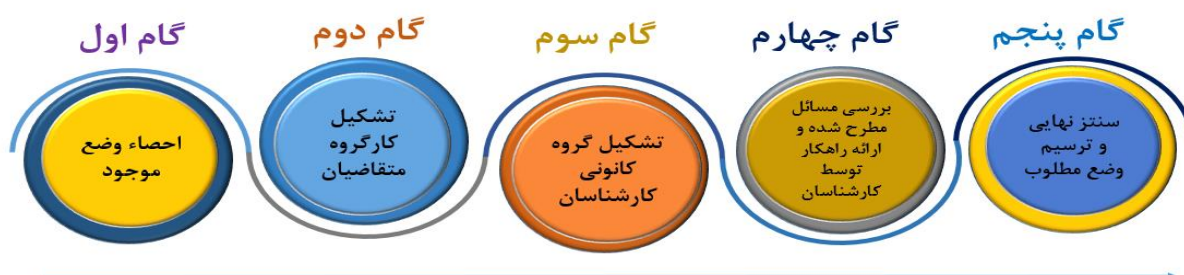 گام اول
احصاء وضع
موجود
گام دوم
تشکیل
کارگروه
متقاضیان
گام سوم
تشکیل گروه
کانونی
کارشناسان
گام چهارم
بررسی مسائل
مطرح شده و
ارائه راهکار
توسط
کارشناسان
گام پنجم
سنتز نهایی
و ترسیم
وضع مطلوب